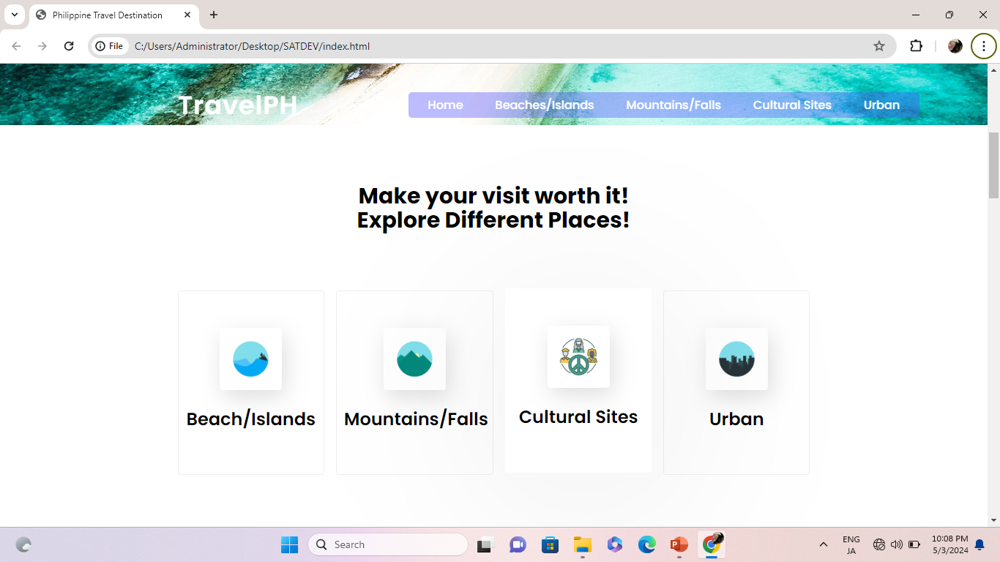 Philippine Travel Destination
File
C:/Users/Administrator/Desktop/SATDEV/index.html
TravelPH
Home
Beaches/Islands
Mountains/Falls
Cultural Sites
Urban
Make your visit worth it!
Explore Different Places!
Beach/Islands
Mountains/Falls
Cultural Sites
Urban
Search
ENG
JA
10:08 PM
5/3/2024